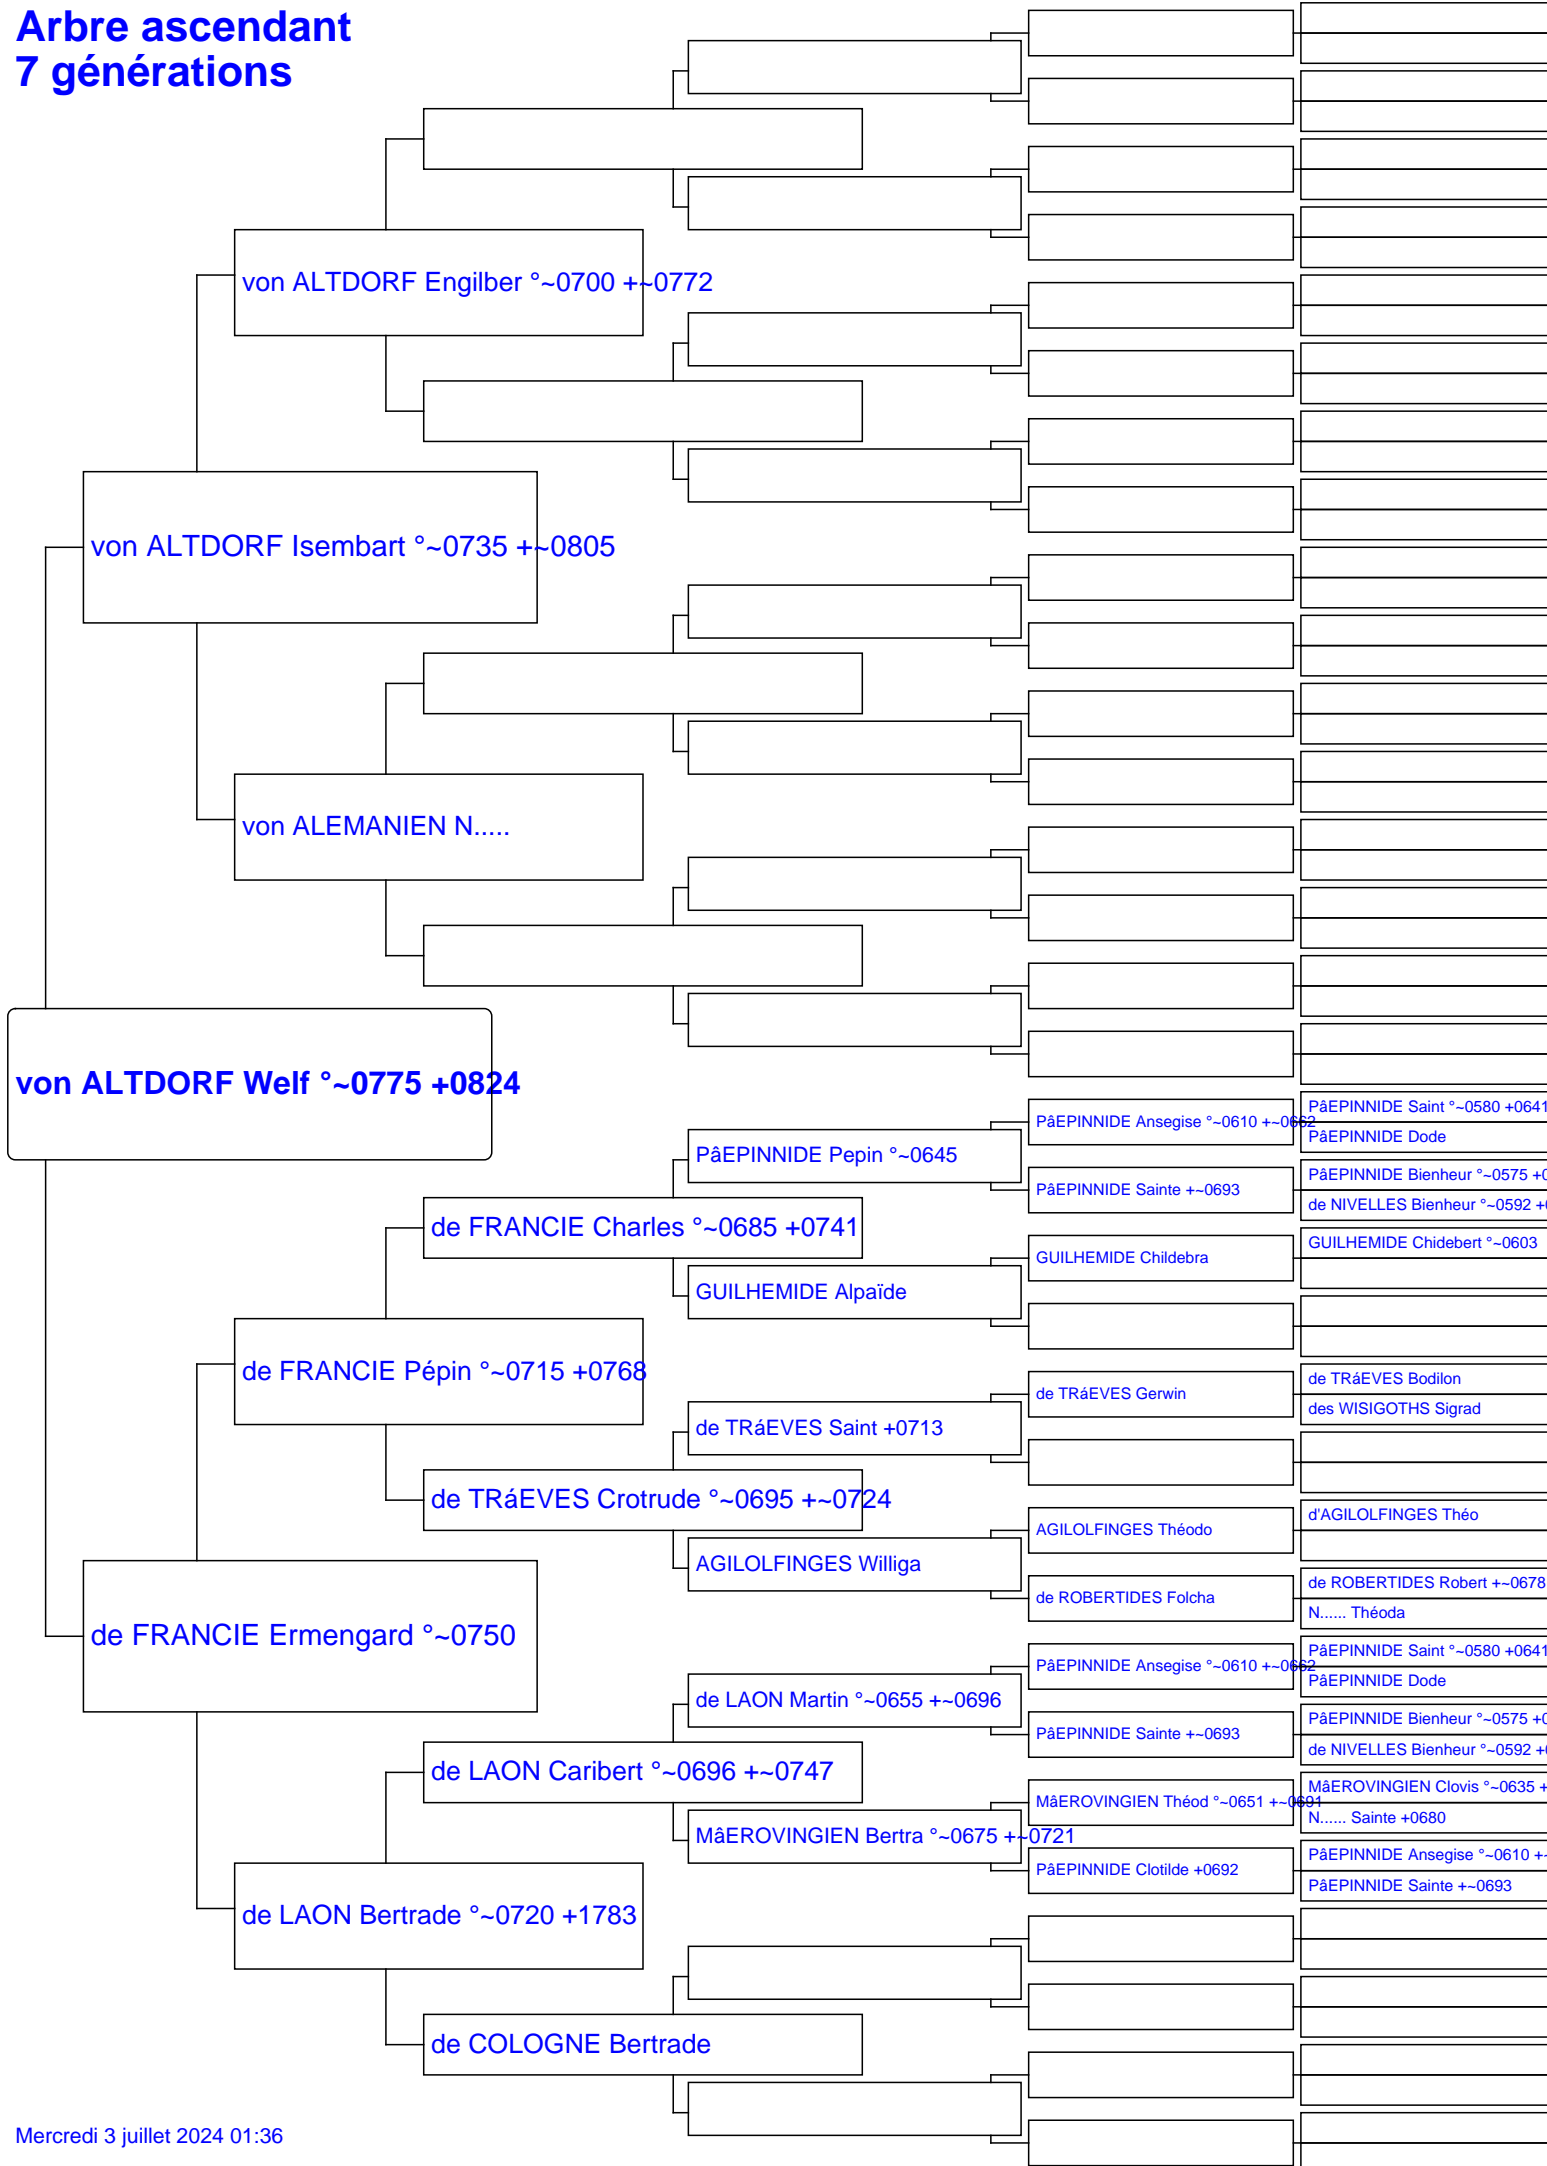 Arbre ascendant
7 générations
von ALTDORF Engilber °~0700 +~0772
von ALTDORF Isembart °~0735 +~0805
von ALEMANIEN N.....
von ALTDORF Welf °~0775 +0824
PâEPINNIDE Saint °~0580 +0641
PâEPINNIDE Ansegise °~0610 +~0662
PâEPINNIDE Dode
PâEPINNIDE Pepin °~0645
PâEPINNIDE Bienheur °~0575 +0
PâEPINNIDE Sainte +~0693
de NIVELLES Bienheur °~0592 +
de FRANCIE Charles °~0685 +0741
GUILHEMIDE Chidebert °~0603
GUILHEMIDE Childebra
GUILHEMIDE Alpaïde
de FRANCIE Pépin °~0715 +0768
de TRáEVES Bodilon
de TRáEVES Gerwin
des WISIGOTHS Sigrad
de TRáEVES Saint +0713
de TRáEVES Crotrude °~0695 +~0724
d'AGILOLFINGES Théo
AGILOLFINGES Théodo
AGILOLFINGES Williga
de ROBERTIDES Robert +~0678
de ROBERTIDES Folcha
N...... Théoda
de FRANCIE Ermengard °~0750
PâEPINNIDE Saint °~0580 +0641
PâEPINNIDE Ansegise °~0610 +~0662
PâEPINNIDE Dode
de LAON Martin °~0655 +~0696
PâEPINNIDE Bienheur °~0575 +0
PâEPINNIDE Sainte +~0693
de NIVELLES Bienheur °~0592 +
de LAON Caribert °~0696 +~0747
MâEROVINGIEN Clovis °~0635 +
MâEROVINGIEN Théod °~0651 +~0691
N...... Sainte +0680
MâEROVINGIEN Bertra °~0675 +~0721
PâEPINNIDE Ansegise °~0610 +~
PâEPINNIDE Clotilde +0692
PâEPINNIDE Sainte +~0693
de LAON Bertrade °~0720 +1783
de COLOGNE Bertrade
Mercredi 3 juillet 2024 01:36